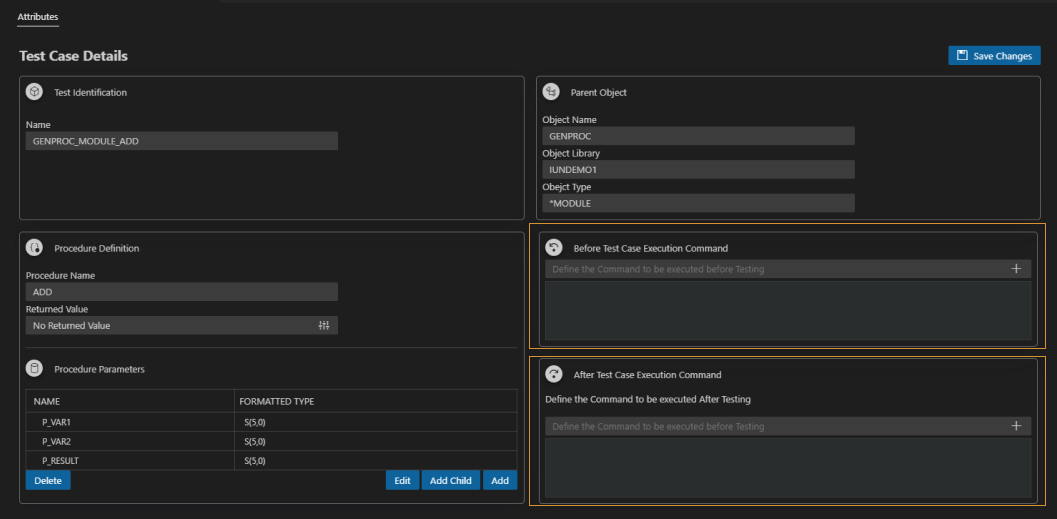 Attributes
Test Case Details
Save Changes
Test Identification
Name
GENPROC_MODULE_ADD
Parent Object
Object Name
GENPROC
Object Library
IUNDEMO1
Obejct Type
*MODULE
Procedure Definition
Procedure Name
ADD
Returned Value
No Returned Value
Procedure Parameters
NAME FORMATTED TYPE
P_VAR1 S(5,0)
P_VAR2 S(5,0)
P_RESULT S(5,0)
Delete Edit Add Child Add
Before Test Case Execution Command
Define the Command to be executed before Testing
After Test Case Execution Command
Define the Command to be executed After Testing
Define the Command to be executed before Testing